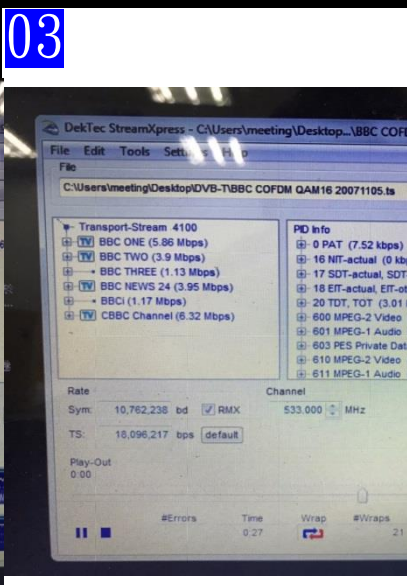 03
DekTec StreamXpress - C:\Users\meeting\Desktop...\BBC COF
File Edit Tools Help
File
C:\Users\meeting\Desktop\DVB-T\BBC COFDM QAM16 20071105.ts
Transport-Stream 4100
TV BBC ONE (5.86 Mbps)
TV BBC TWO (3.9 Mbps)
BBC THREE (1.13 Mbps)
TV BBC NEWS 24 (3.95 Mbps)
BBCi (1.17 Mbps)
TV CBBC Channel (6.32 Mbps)
PID Info
0 PAT (7.52 kbps)
16 NIT-actual (0 kb
17 SDT-actual, SDT
18 EIT-actual, EIT-ot
20 TDT, TOT (3.01
600 MPEG-2 Video
601 MPEG-1 Audio
603 PES Private Dat
610 MPEG-2 Video
611 MPEG-1 Audio
Rate
Channel
Sym: 10,762,238 bd RMX 533.000 MHz
TS: 18,096,217 bps default
Play-Out
0:00
#Errors Time Wrap #Wraps
0:27 21